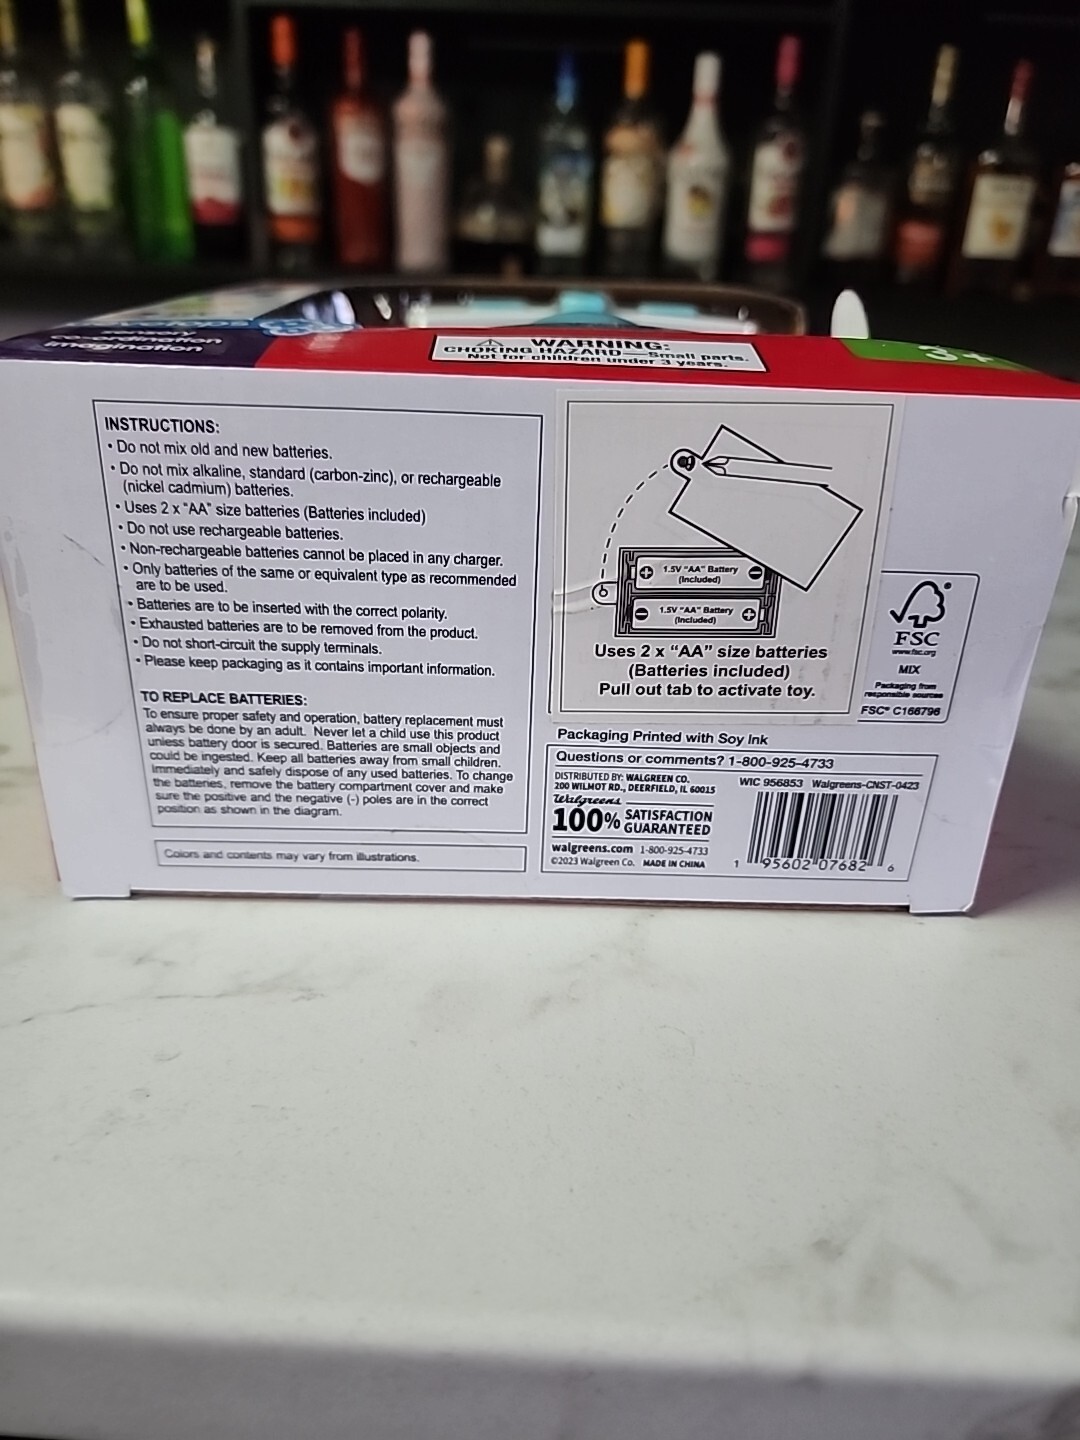 co-ordination
imagination
WARNING:
CHOKING HAZARD—Small parts.
Not for children under 3 years.
3+
INSTRUCTIONS:
• Do not mix old and new batteries.
• Do not mix alkaline, standard (carbon-zinc), or rechargeable
(nickel cadmium) batteries.
• Uses 2 x "AA" size batteries (Batteries included)
• Do not use rechargeable batteries.
• Non-rechargeable batteries cannot be placed in any charger.
• Only batteries of the same or equivalent type as recommended
are to be used.
• Batteries are to be inserted with the correct polarity.
• Exhausted batteries are to be removed from the product.
• Do not short-circuit the supply terminals.
• Please keep packaging as it contains important information.
TO REPLACE BATTERIES:
To ensure proper safety and operation, battery replacement must
always be done by an adult. Never let a child use this product
unless battery door is secured. Batteries are small objects and
could be ingested. Keep all batteries away from small children.
Immediately and safely dispose of any used batteries. To change
the batteries, remove the battery compartment cover and make
sure the positive and the negative (-) poles are in the correct
position as shown in the diagram.
Colors and contents may vary from illustrations.
1.5V "AA" Battery
(Included)
1.5V "AA" Battery
(Included)
Uses 2 x "AA" size batteries
(Batteries included)
Pull out tab to activate toy.
FSC
www.fsc.org
MIX
Packaging from
responsible sources
FSC® C166796
Packaging Printed with Soy Ink
Questions or comments? 1-800-925-4733
DISTRIBUTED BY: WALGREEN CO.
200 WILMOT RD., DEERFIELD, IL 60015
Walgreens
100% SATISFACTION
GUARANTEED
walgreens.com 1-800-925-4733
©2023 Walgreen Co. MADE IN CHINA
WIC 956853 Walgreens-CNST-0423
1 95602 07682 6